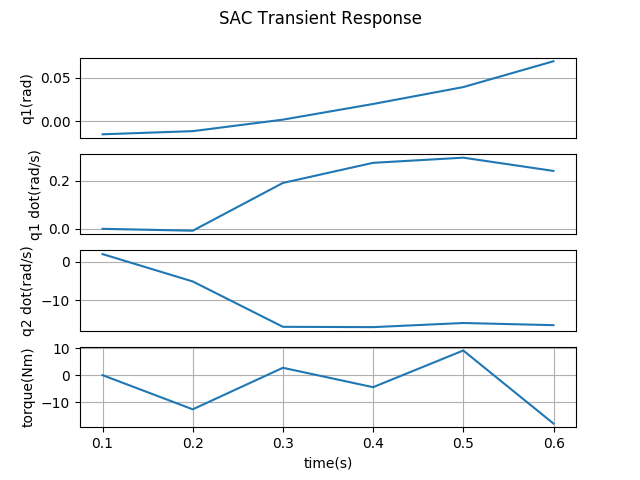 SAC Transient Response
q1(rad)
0.05
0.00
q1 dot(rad/s)
0.2
0.0
q2 dot(rad/s)
0
−10
torque(Nm)
10
0
−10
0.1 0.2 0.3 0.4 0.5 0.6
time(s)